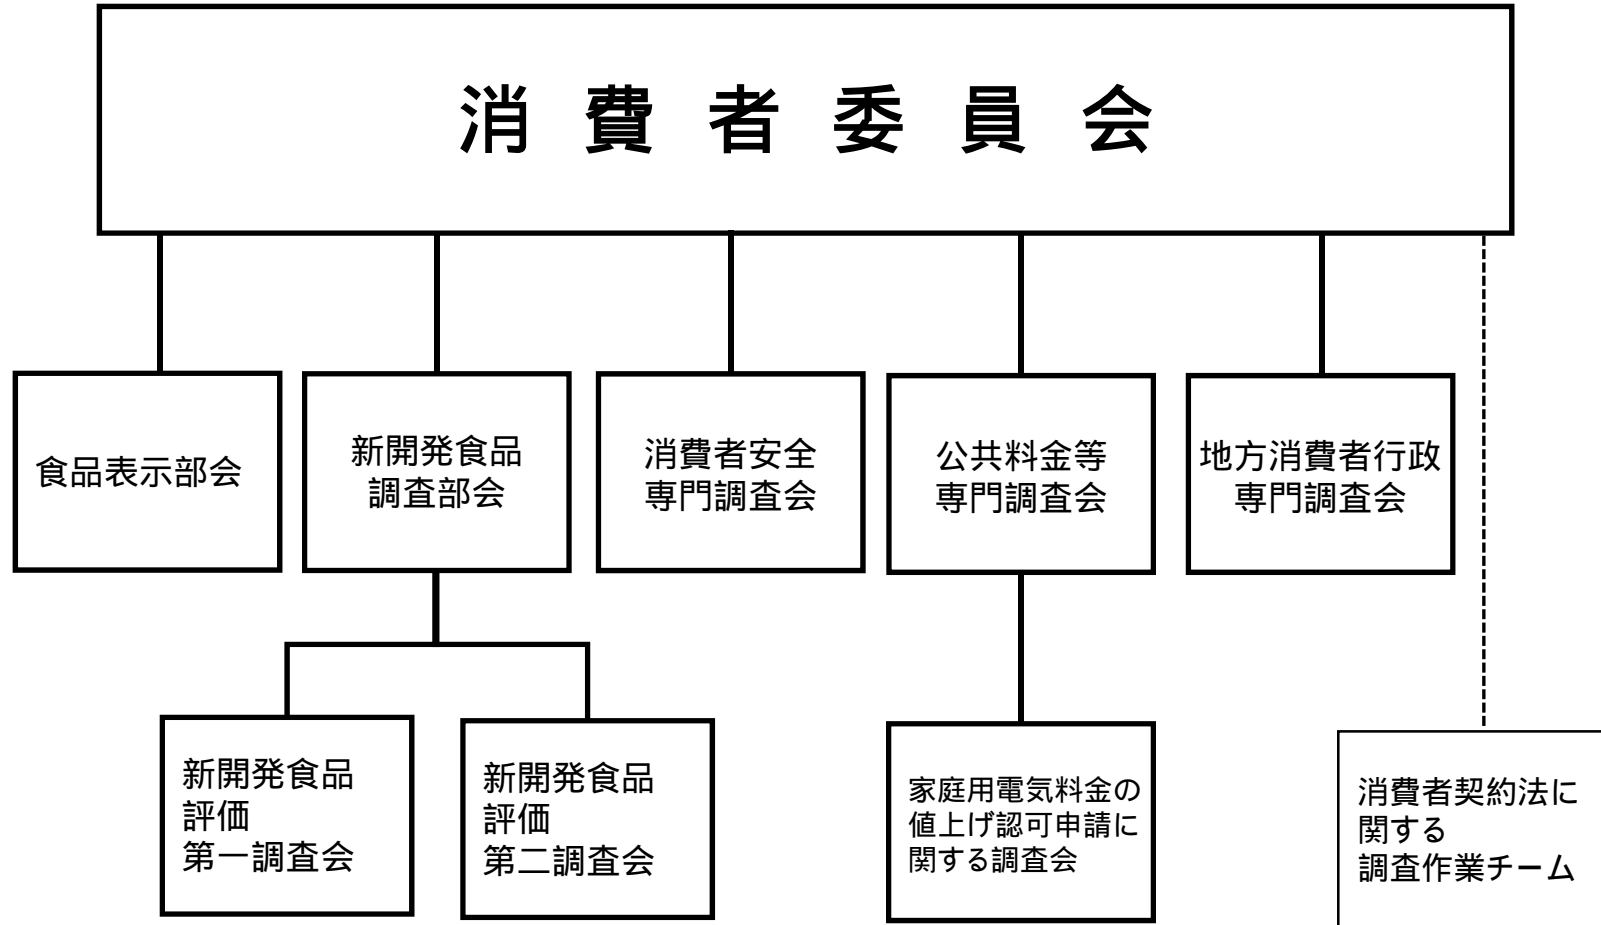 消費者委員会
食品表示部会
新開発食品
調査部会
消費者安全
専門調査会
公共料金等
専門調査会
地方消費者行政
専門調査会
新開発食品
評価
第一調査会
新開発食品
評価
第二調査会
家庭用電気料金の
値上げ認可申請に
関する調査会
消費者契約法に
関する
調査作業チーム